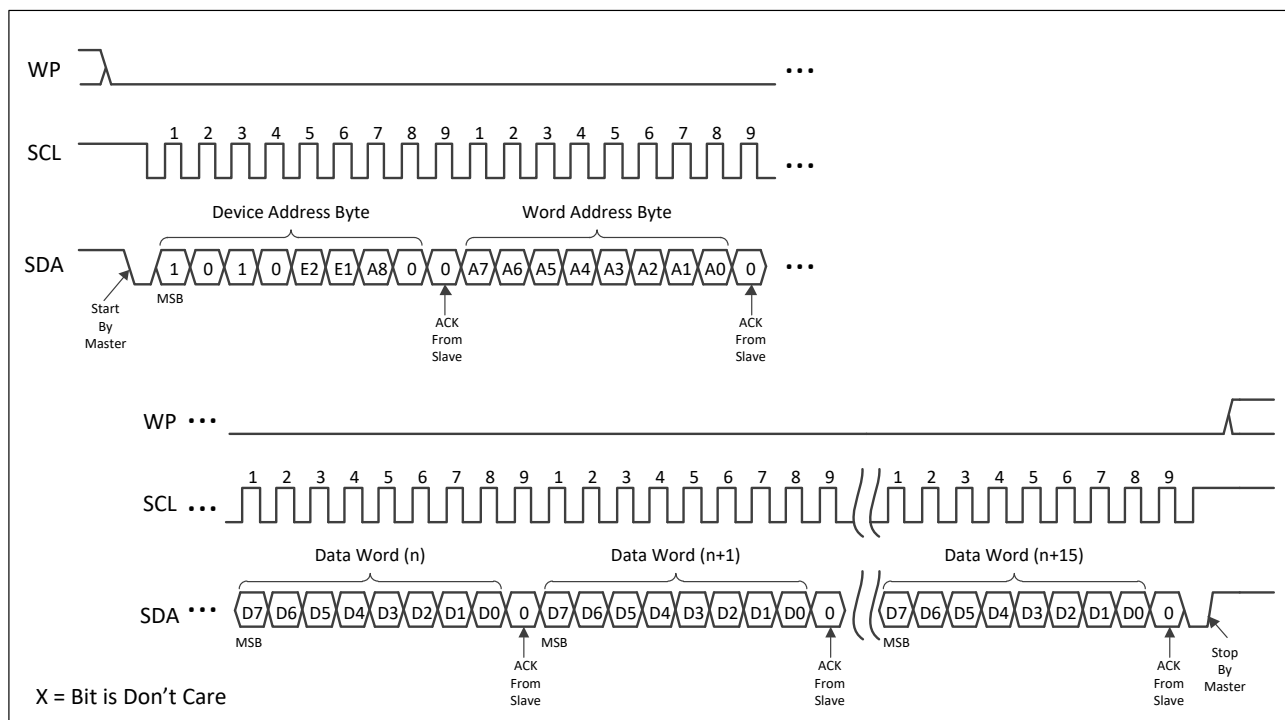 WP
•••
1 2 3 4 5 6 7 8 9 1 2 3 4 5 6 7 8 9
SCL
•••
Device Address Byte Word Address Byte
SDA 1 0 1 0 E2 E1 A8 0 0 A7 A6 A5 A4 A3 A2 A1 A0 0 •••
MSB
Start
By
Master
ACK
From
Slave
ACK
From
Slave
WP •••
1 2 3 4 5 6 7 8 9 1 2 3 4 5 6 7 8 9 1 2 3 4 5 6 7 8 9
SCL •••
Data Word (n) Data Word (n+1) Data Word (n+15)
SDA ••• D7 D6 D5 D4 D3 D2 D1 D0 0 D7 D6 D5 D4 D3 D2 D1 D0 0 D7 D6 D5 D4 D3 D2 D1 D0 0
MSB MSB MSB
ACK
From
Slave
ACK
From
Slave
ACK
From
Slave
Stop
By
Master
X = Bit is Don't Care